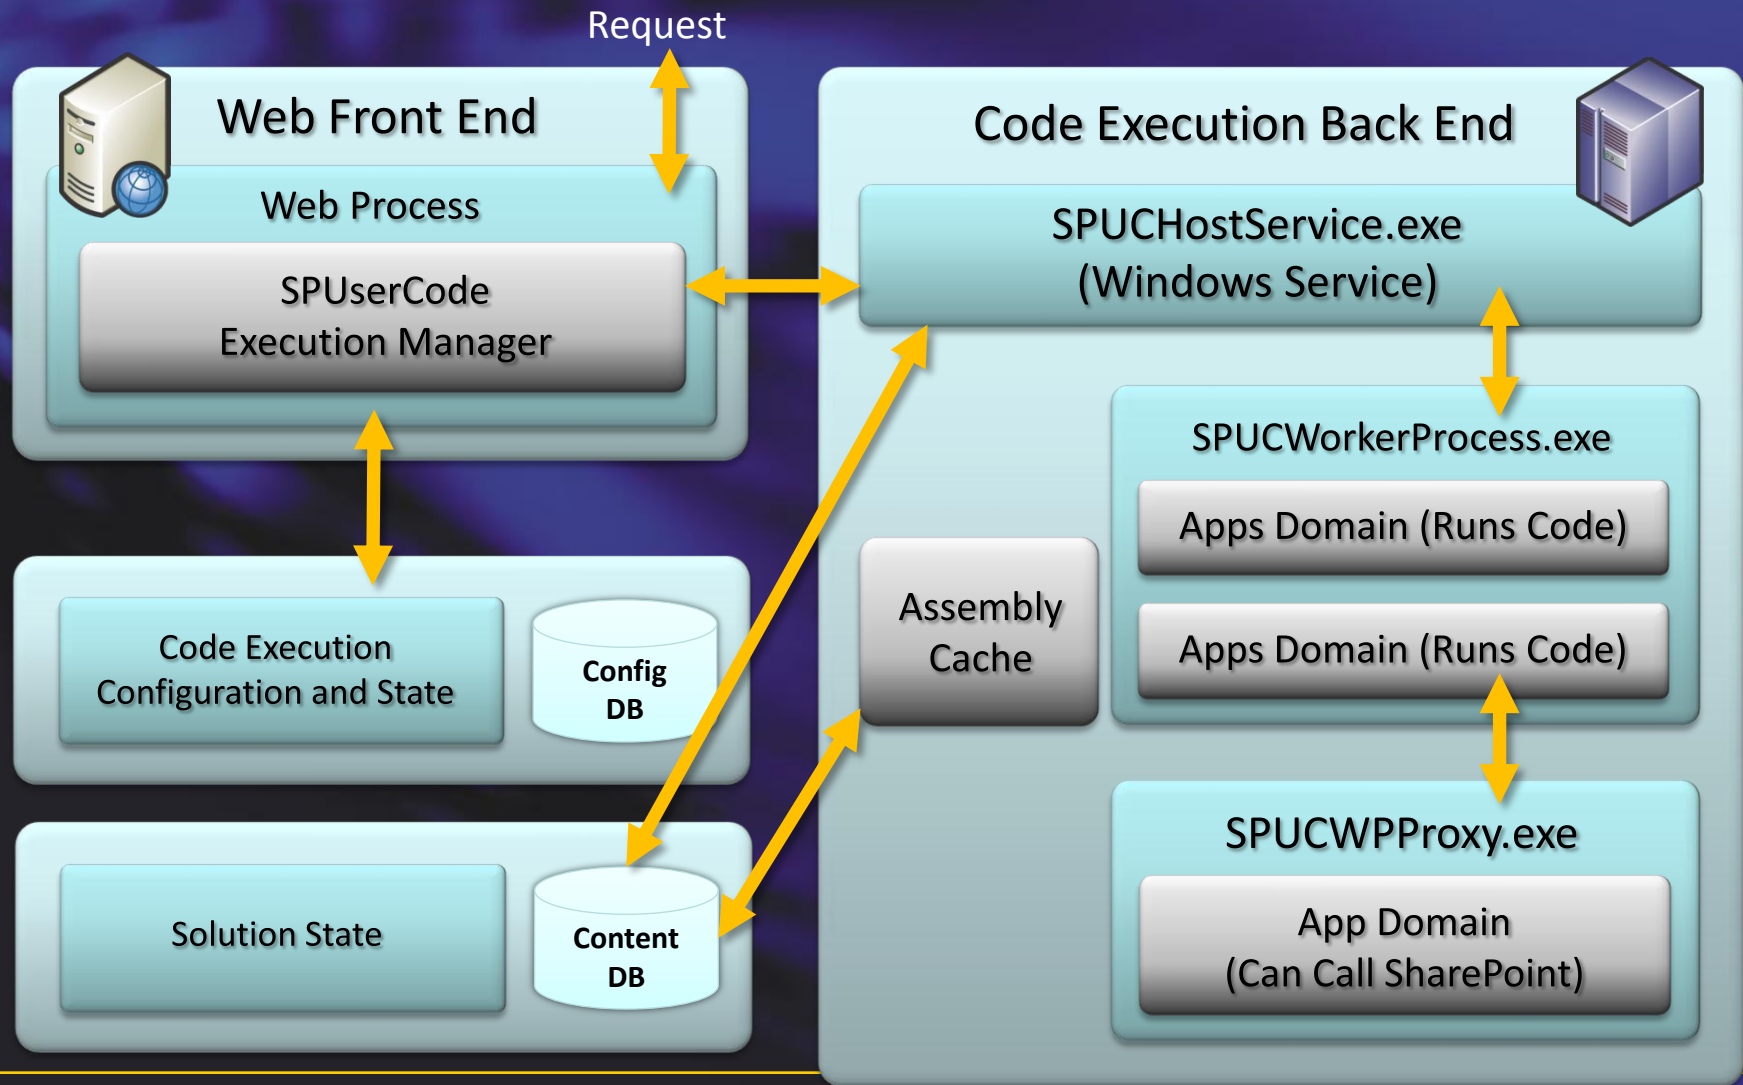 Request
Web Front End
Web Process
SPUserCode
Execution Manager
Code Execution
Configuration and State
Config
DB
Solution State
Content
DB
Code Execution Back End
SPUCHostService.exe
(Windows Service)
SPUCWorkerProcess.exe
Apps Domain (Runs Code)
Apps Domain (Runs Code)
Assembly
Cache
SPUCWPProxy.exe
App Domain
(Can Call SharePoint)